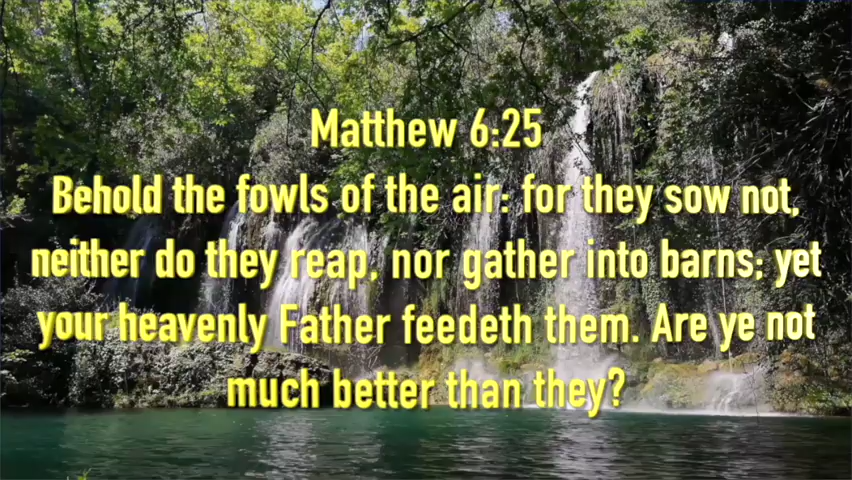 Matthew 6:25
Behold the fowls of the air: for they sow not,
neither do they reap, nor gather into barns; yet
your heavenly Father feedeth them. Are ye not
much better than they?